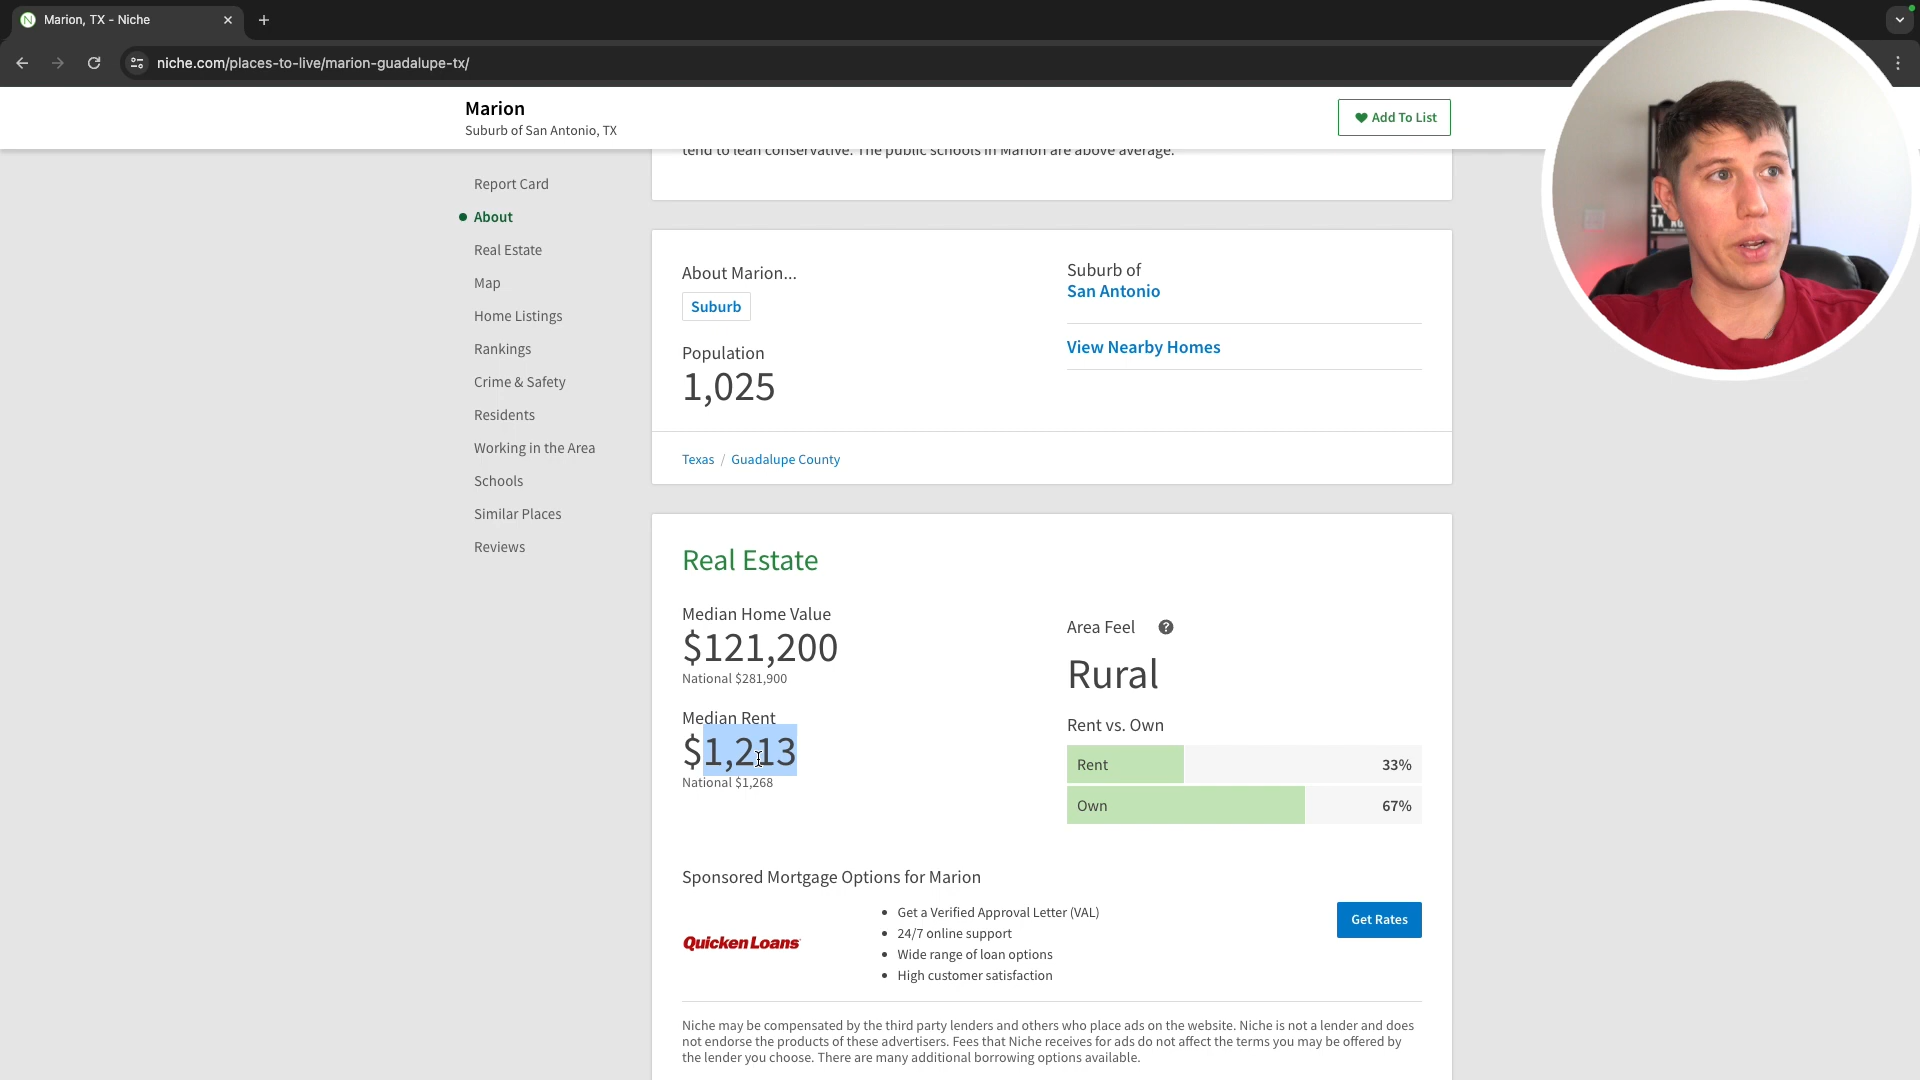 Marion, TX - Niche
niche.com/places-to-live/marion-guadalupe-tx/
Marion
Suburb of San Antonio, TX
Add To List
tend to lean conservative. The public schools in Marion are above average.
Report Card
About
Real Estate
Map
Home Listings
Rankings
Crime & Safety
Residents
Working in the Area
Schools
Similar Places
Reviews
About Marion...
Suburb
Population
1,025
Suburb of
San Antonio
View Nearby Homes
Texas / Guadalupe County
Real Estate
Median Home Value
$121,200
National $281,900
Median Rent
$1,213
National $1,268
Area Feel ?
Rural
Rent vs. Own
Rent 33%
Own 67%
Sponsored Mortgage Options for Marion
Quicken Loans
• Get a Verified Approval Letter (VAL)
• 24/7 online support
• Wide range of loan options
• High customer satisfaction
Get Rates
Niche may be compensated by the third party lenders and others who place ads on the website. Niche is not a lender and does
not endorse the products of these advertisers. Fees that Niche receives for ads do not affect the terms you may be offered by
the lender you choose. There are many additional borrowing options available.